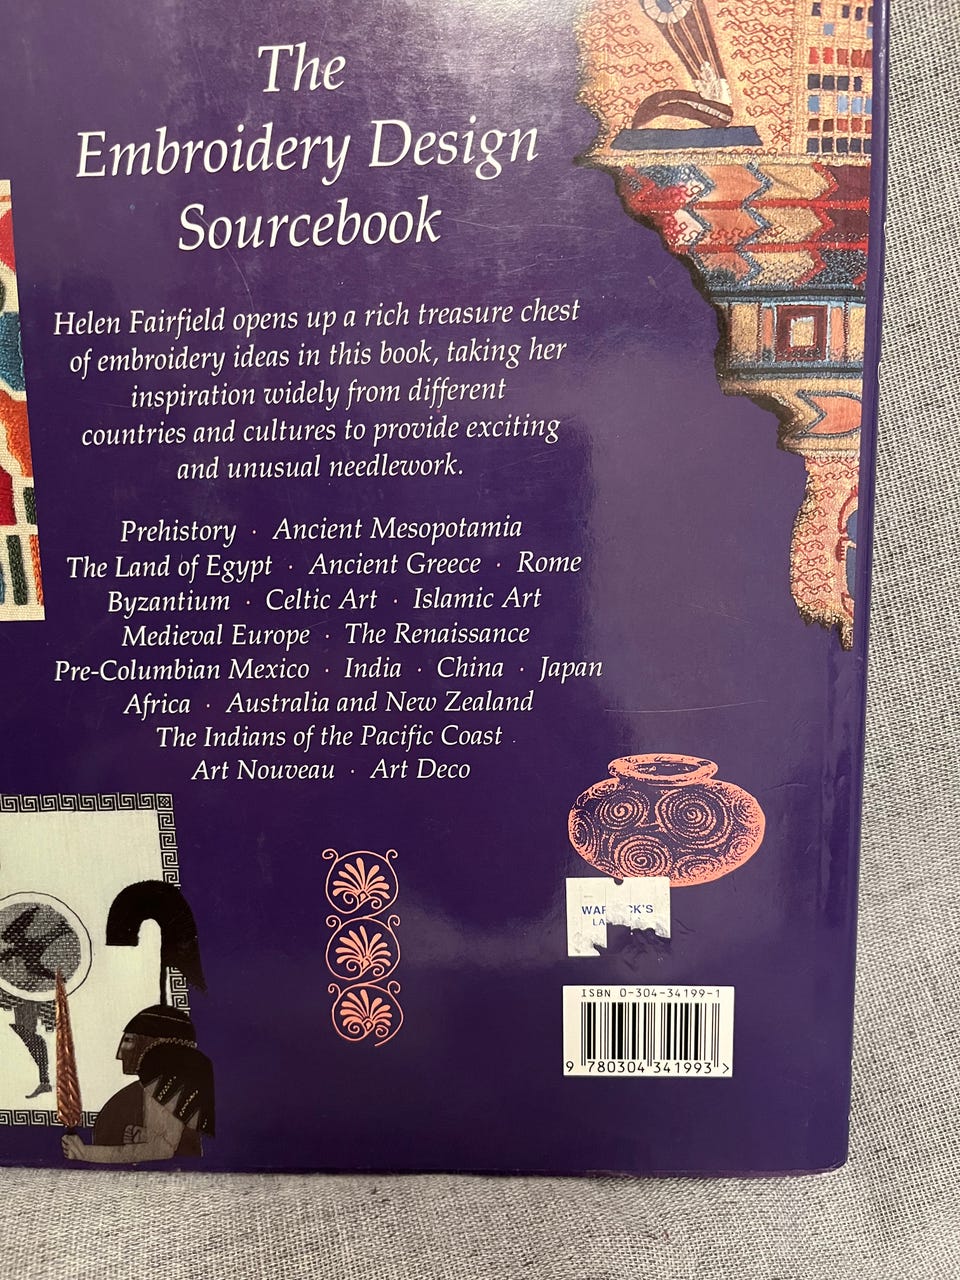 The
Embroidery Design
Sourcebook
Helen Fairfield opens up a rich treasure chest
of embroidery ideas in this book, taking her
inspiration widely from different
countries and cultures to provide exciting
and unusual needlework.
Prehistory · Ancient Mesopotamia
The Land of Egypt · Ancient Greece · Rome
Byzantium · Celtic Art · Islamic Art
Medieval Europe · The Renaissance
Pre-Columbian Mexico · India · China · Japan
Africa · Australia and New Zealand
The Indians of the Pacific Coast
Art Nouveau · Art Deco
ISBN 0-304-34199-1
9 780304 341993 >